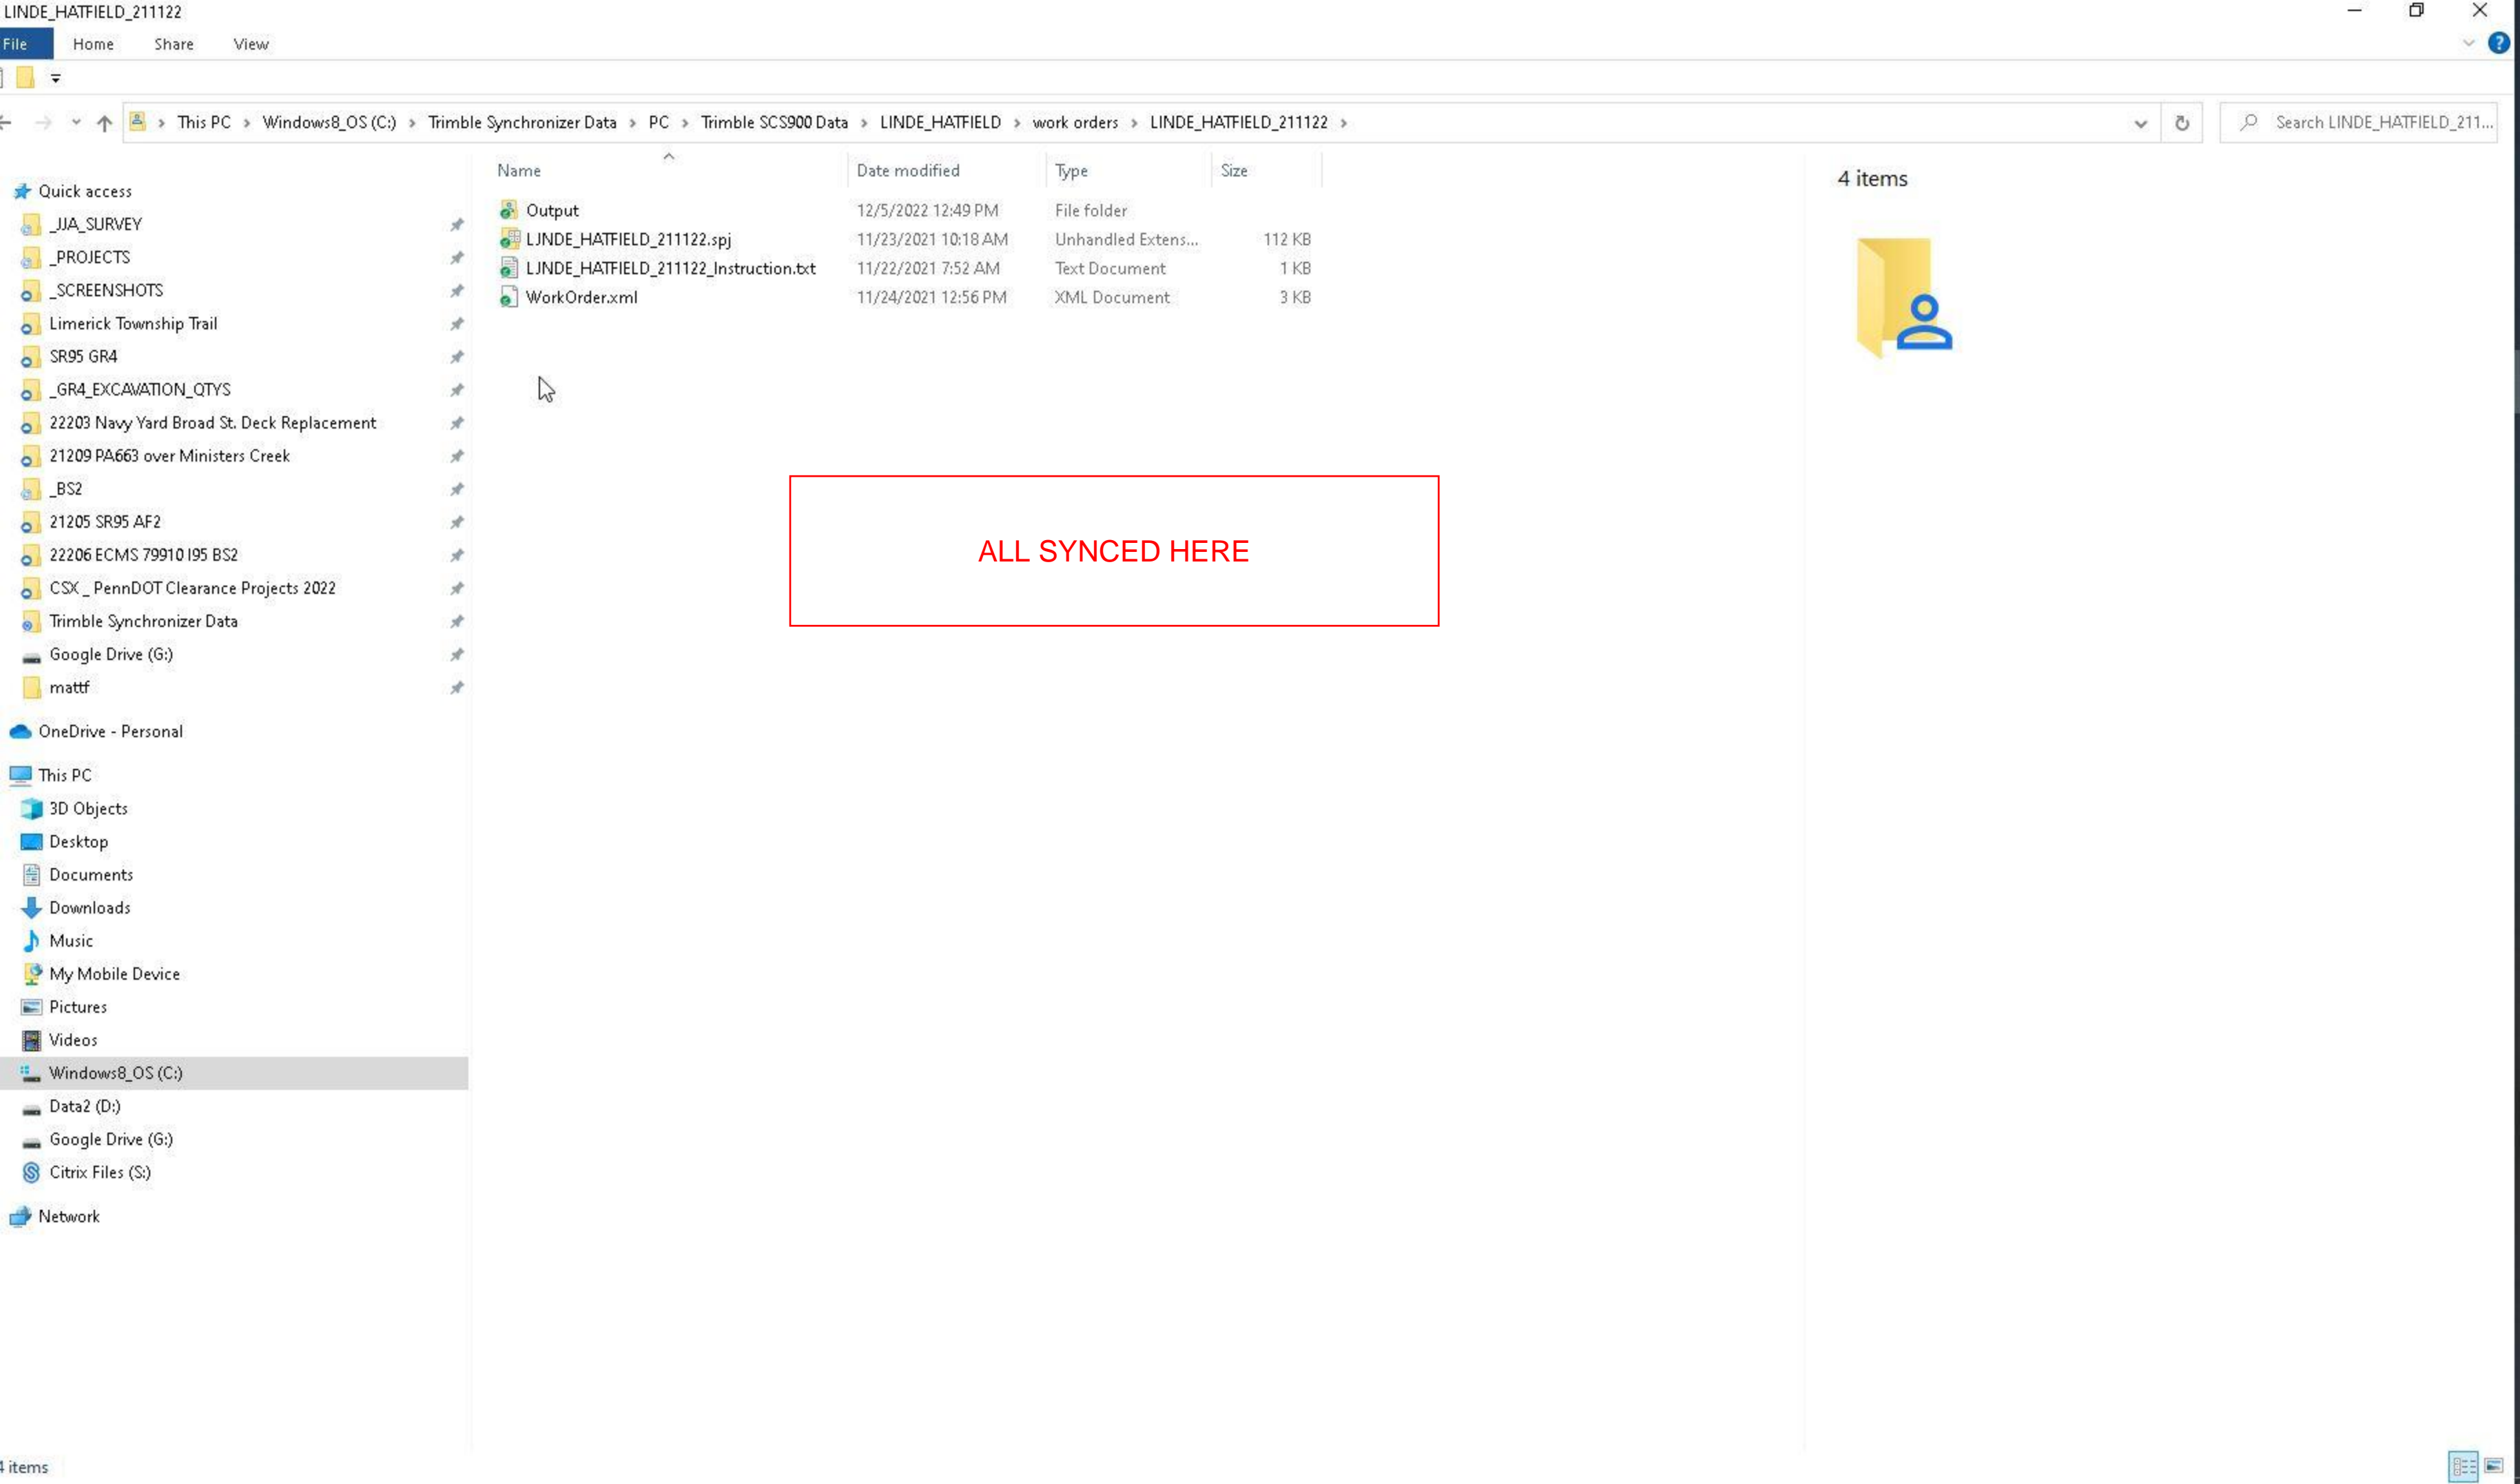 LINDE_HATFIELD_211122
File Home Share View
This PC > Windows8_OS (C:) > Trimble Synchronizer Data > PC > Trimble SCS900 Data > LINDE_HATFIELD > work orders > LINDE_HATFIELD_211122 >
Search LINDE_HATFIELD_211...
Quick access
_JJA_SURVEY
_PROJECTS
_SCREENSHOTS
Limerick Township Trail
SR95 GR4
_GR4_EXCAVATION_QTYS
22203 Navy Yard Broad St. Deck Replacement
21209 PA663 over Ministers Creek
_BS2
21205 SR95 AF2
22206 ECMS 79910 I95 BS2
CSX _ PennDOT Clearance Projects 2022
Trimble Synchronizer Data
Google Drive (G:)
mattf
OneDrive - Personal
This PC
3D Objects
Desktop
Documents
Downloads
Music
My Mobile Device
Pictures
Videos
Windows8_OS (C:)
Data2 (D:)
Google Drive (G:)
Citrix Files (S:)
Network
Name Date modified Type Size
Output 12/5/2022 12:49 PM File folder
LINDE_HATFIELD_211122.spj 11/23/2021 10:18 AM Unhandled Extens... 112 KB
LINDE_HATFIELD_211122_Instruction.txt 11/22/2021 7:52 AM Text Document 1 KB
WorkOrder.xml 11/24/2021 12:56 PM XML Document 3 KB
ALL SYNCED HERE
4 items
4 items